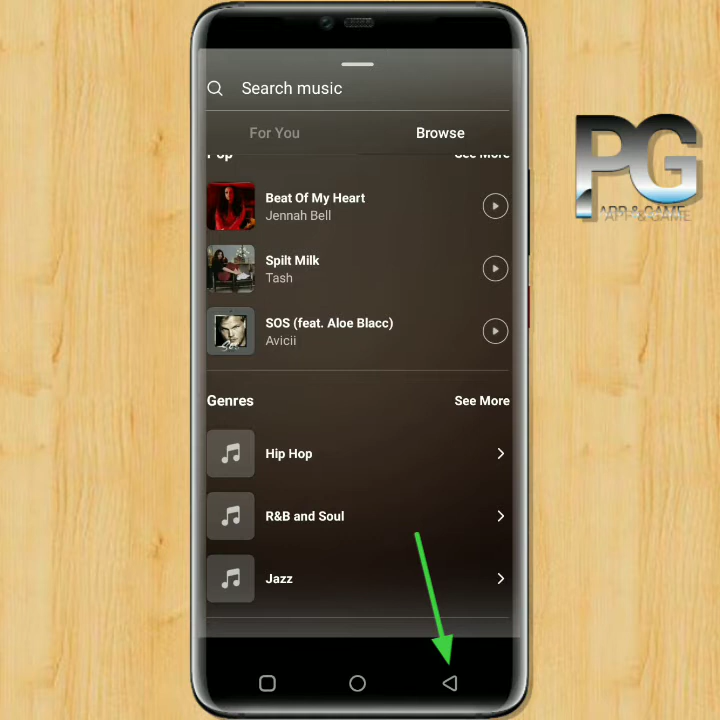 Search music
For You
Browse
Pop
See More
Beat Of My Heart
Jennah Bell
Spilt Milk
Tash
SOS (feat. Aloe Blacc)
Avicii
Genres
See More
Hip Hop
R&B and Soul
Jazz
PG
APP & GAME